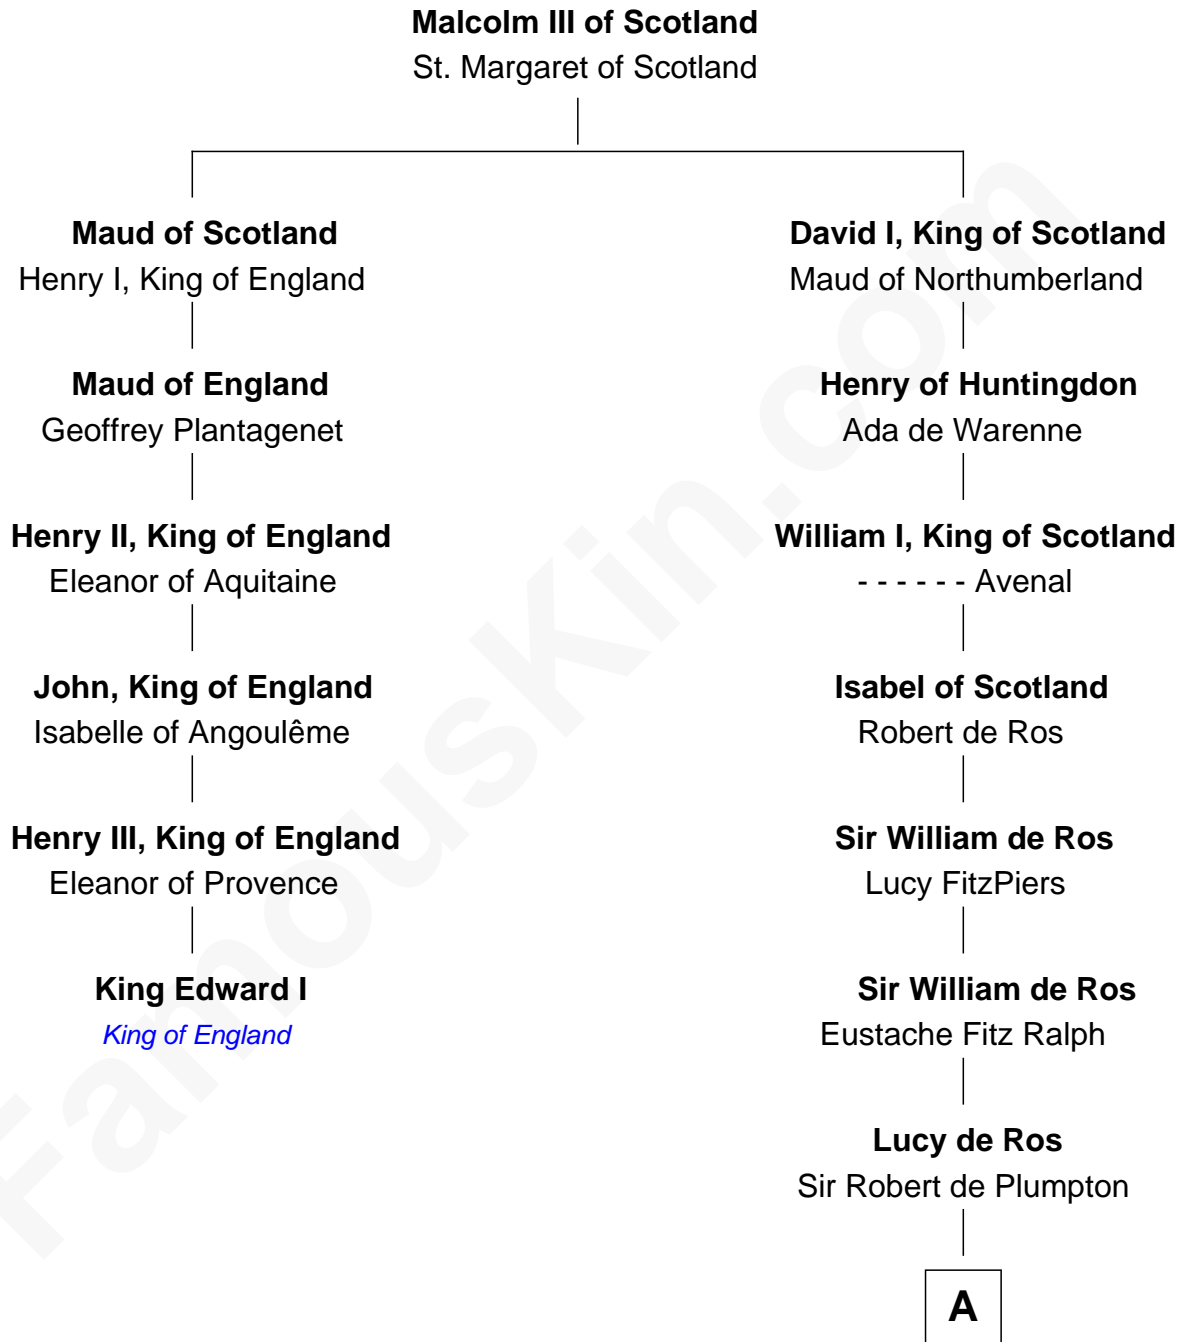 Malcolm III of Scotland
St. Margaret of Scotland
Maud of Scotland
Henry I, King of England
David I, King of Scotland
Maud of Northumberland
Maud of England
Geoffrey Plantagenet
Henry of Huntingdon
Ada de Warenne
Henry II, King of England
Eleanor of Aquitaine
William I, King of Scotland
- - - - - - Avenal
John, King of England
Isabelle of Angoulême
Isabel of Scotland
Robert de Ros
Henry III, King of England
Eleanor of Provence
Sir William de Ros
Lucy FitzPiers
King Edward I
King of England
Sir William de Ros
Eustache Fitz Ralph
Lucy de Ros
Sir Robert de Plumpton
A
FamousKin.com